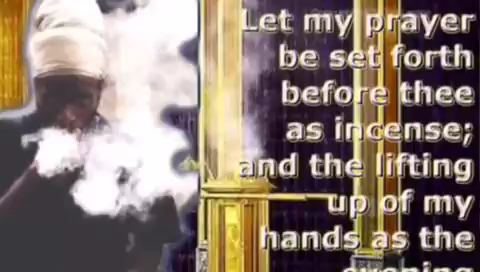 Let my prayer
be set forth
before thee
as incense;
and the lifting
up of my
hands as the
evening